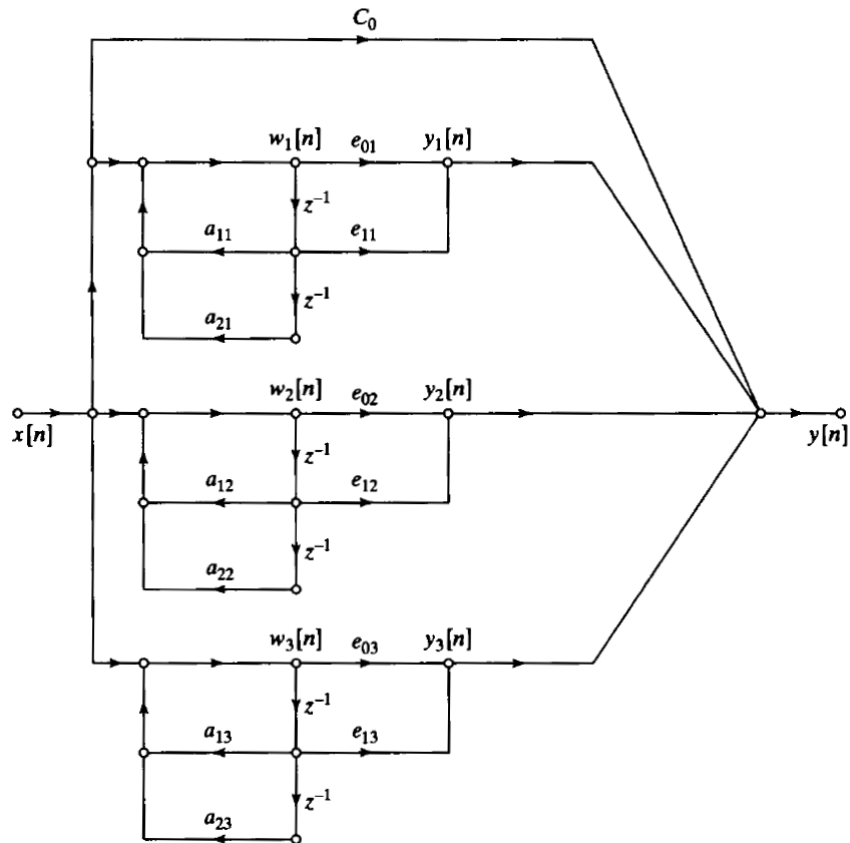 C₀
w₁[n] e₀₁ y₁[n]
z⁻¹
a₁₁ e₁₁
z⁻¹
a₂₁
w₂[n] e₀₂ y₂[n]
x[n] y[n]
z⁻¹
a₁₂ e₁₂
z⁻¹
a₂₂
w₃[n] e₀₃ y₃[n]
z⁻¹
a₁₃ e₁₃
z⁻¹
a₂₃